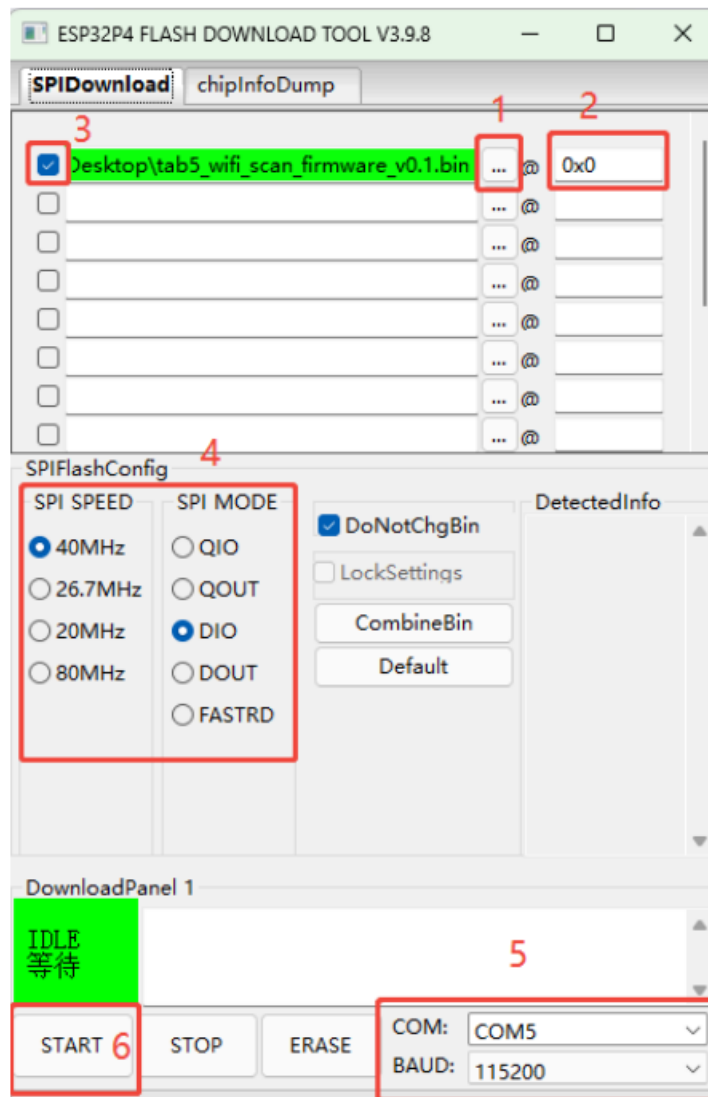 ESP32P4 FLASH DOWNLOAD TOOL V3.9.8
SPIDownload chipInfoDump
1 2
3
Desktop\tab5_wifi_scan_firmware_v0.1.bin ... @ 0x0
... @
... @
... @
... @
... @
... @
... @
4
SPIFlashConfig
SPI SPEED SPI MODE DetectedInfo
DoNotChgBin
40MHz QIO
LockSettings
26.7MHz QOUT
CombineBin
20MHz DIO
Default
80MHz DOUT
FASTRD
DownloadPanel 1
IDLE
等待
5
START 6 STOP ERASE
COM: COM5
BAUD: 115200